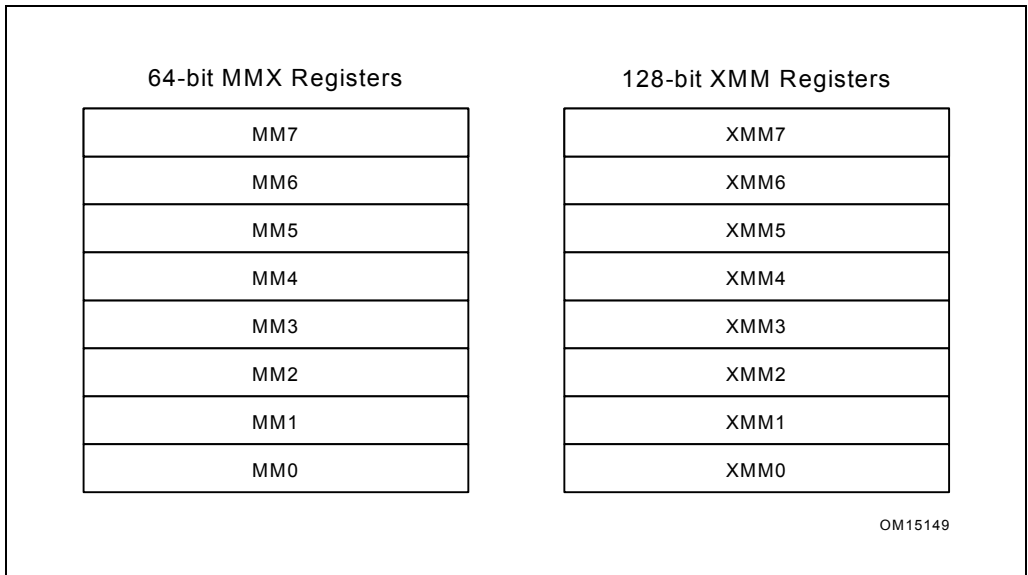 64-bit MMX Registers
MM7
MM6
MM5
MM4
MM3
MM2
MM1
MM0
128-bit XMM Registers
XMM7
XMM6
XMM5
XMM4
XMM3
XMM2
XMM1
XMM0
OM15149